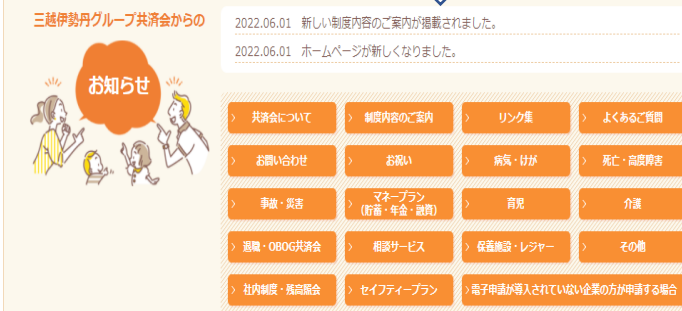 三越伊勢丹グループ共済会からの
お知らせ
2022.06.01 新しい制度内容のご案内が掲載されました。
2022.06.01 ホームページが新しくなりました。
共済会について
制度内容のご案内
リンク集
よくあるご質問
お問い合わせ
お祝い
病気・けが
死亡・高度障害
事故・災害
マネープラン
(貯蓄・年金・融資)
育児
介護
退職・OBOG共済会
相談サービス
保養施設・レジャー
その他
社内制度・残高照会
セイフティープラン
電子申請が導入されていない企業の方が申請する場合